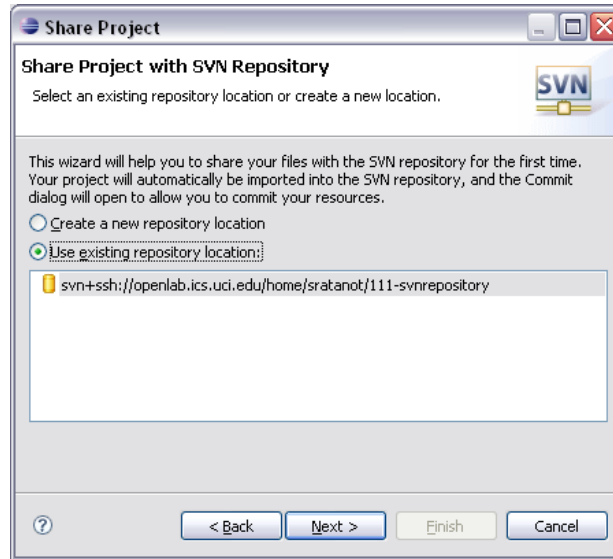 Share Project
Share Project with SVN Repository
Select an existing repository location or create a new location.
SVN
This wizard will help you to share your files with the SVN repository for the first time.
Your project will automatically be imported into the SVN repository, and the Commit
dialog will open to allow you to commit your resources.
Create a new repository location
Use existing repository location:
svn+ssh://openlab.ics.uci.edu/home/sratanot/111-svnrepository
?
< Back
Next >
Finish
Cancel